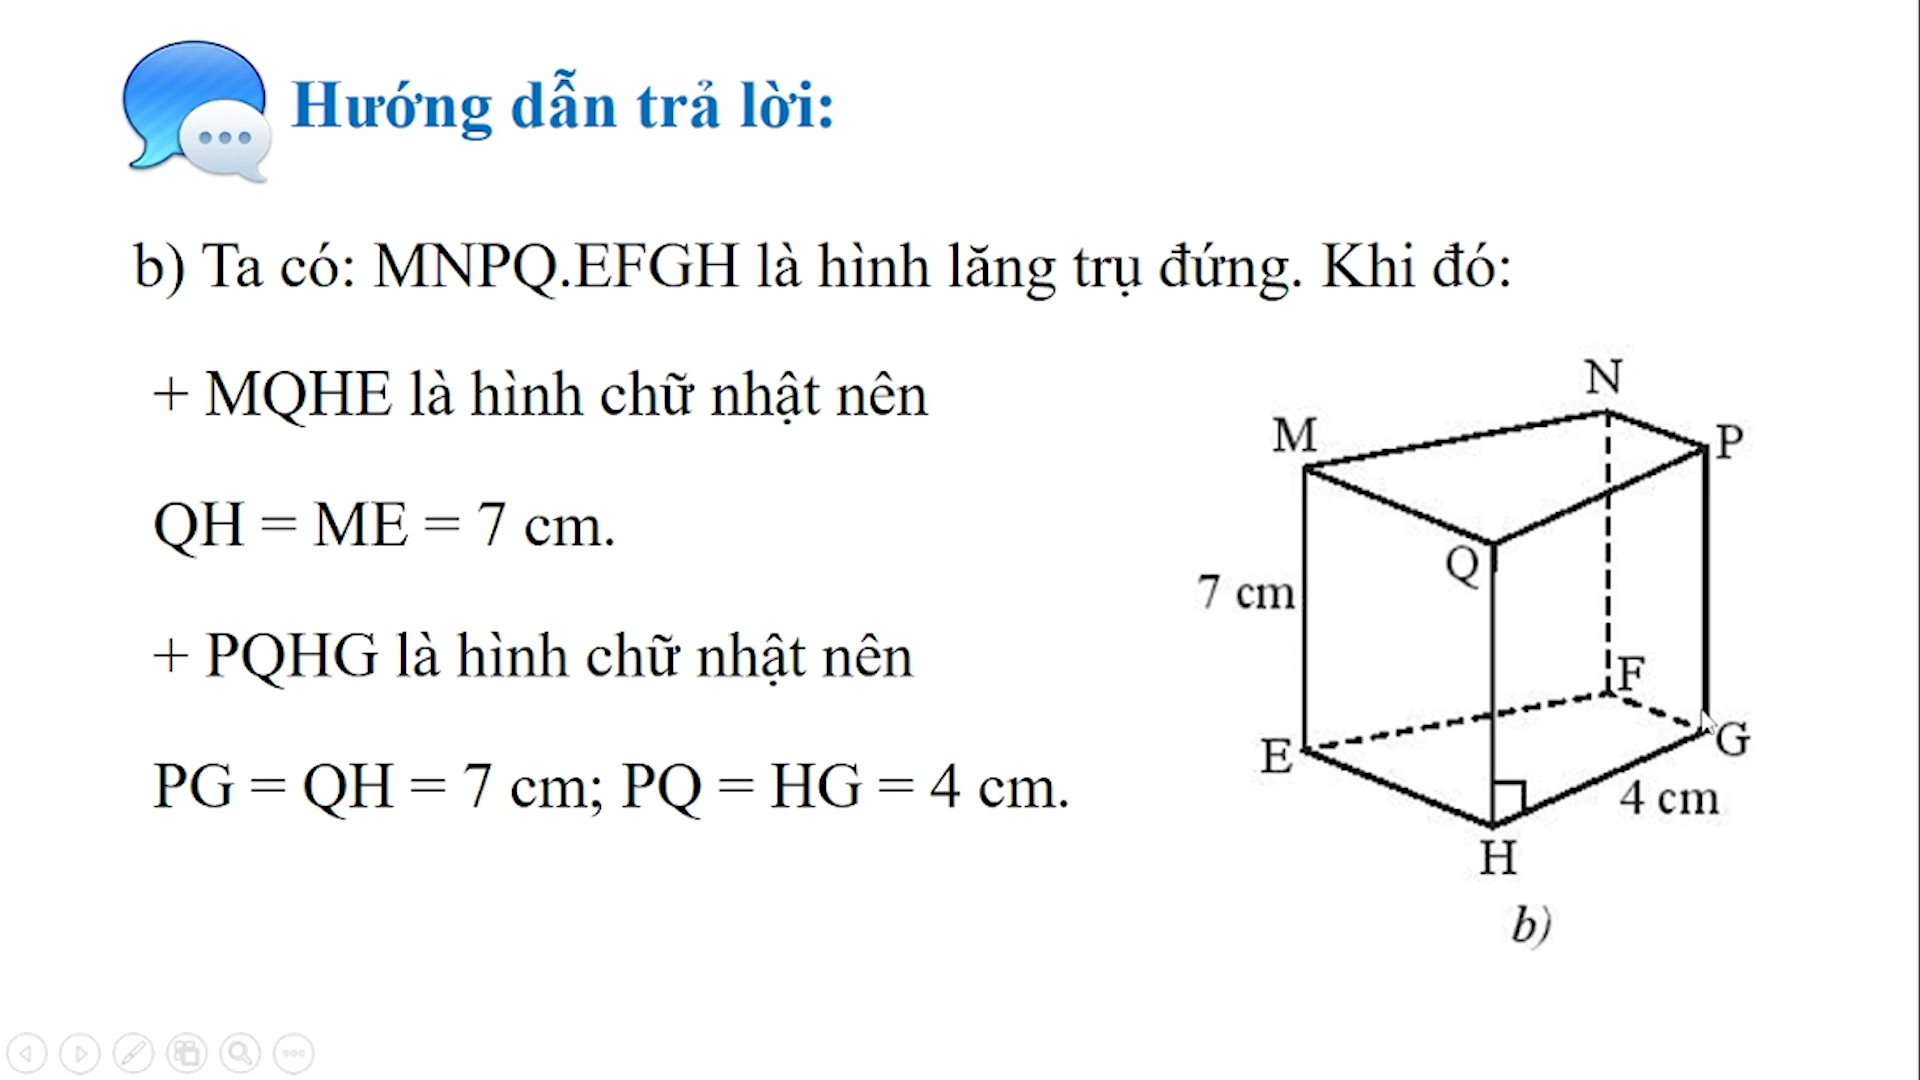 Hướng dẫn trả lời:
b) Ta có: MNPQ.EFGH là hình lăng trụ đứng. Khi đó:
+ MQHE là hình chữ nhật nên
QH = ME = 7 cm.
+ PQHG là hình chữ nhật nên
PG = QH = 7 cm; PQ = HG = 4 cm.
N
M
P
Q
7 cm
F
E
G
4 cm
H
b)